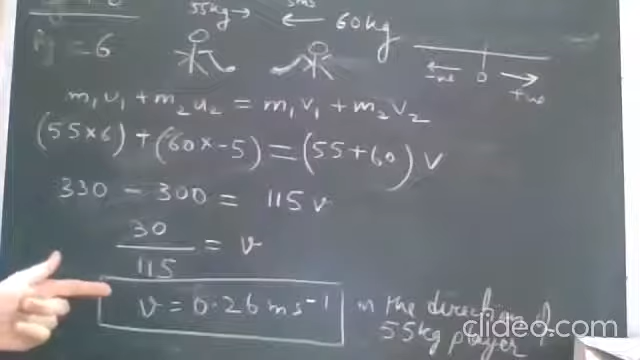 55kg → 5ms
← 60kg
= 6
-ve 0 +ve
m₁u₁ + m₂u₂ = m₁v₁ + m₂v₂
(55×6) + (60×-5) = (55+60) v
330 - 300 = 115 v
30/115 = v
v = 0.26 ms⁻¹ in the direction of
55kg player
clideo.com